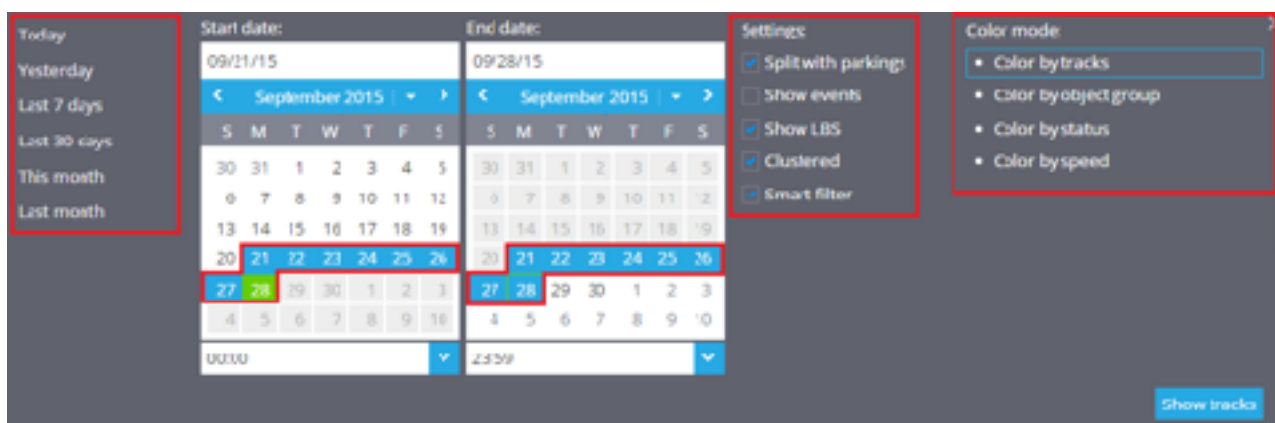 Today
Yesterday
Last 7 days
Last 30 days
This month
Last month
Start date:
09/21/15
September 2015
S M T W T F S
30 31 1 2 3 4 5
6 7 8 9 10 11 12
13 14 15 16 17 18 19
20 21 22 23 24 25 26
27 28 29 30 1 2 3
4 5 6 7 8 9 10
00:00
End date:
09/28/15
September 2015
S M T W T F S
30 31 1 2 3 4 5
6 7 8 9 10 11 12
13 14 15 16 17 18 19
20 21 22 23 24 25 26
27 28 29 30 1 2 3
4 5 6 7 8 9 10
23:59
Settings:
Split with parkings
Show events
Show LBS
Clustered
Smart filter
Color mode:
• Color by tracks
• Color by object group
• Color by status
• Color by speed
Show tracks